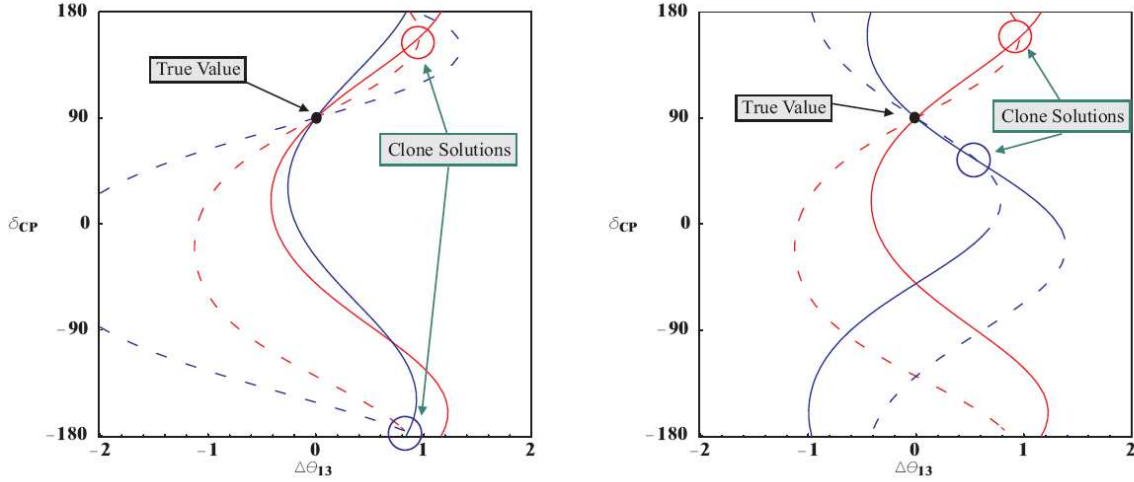 180
True Value
90
Clone Solutions
δCP 0
−90
−180
−2 −1 0 1 2
Δθ13
180
True Value
90
Clone Solutions
δCP 0
−90
−180
−2 −1 0 1 2
Δθ13